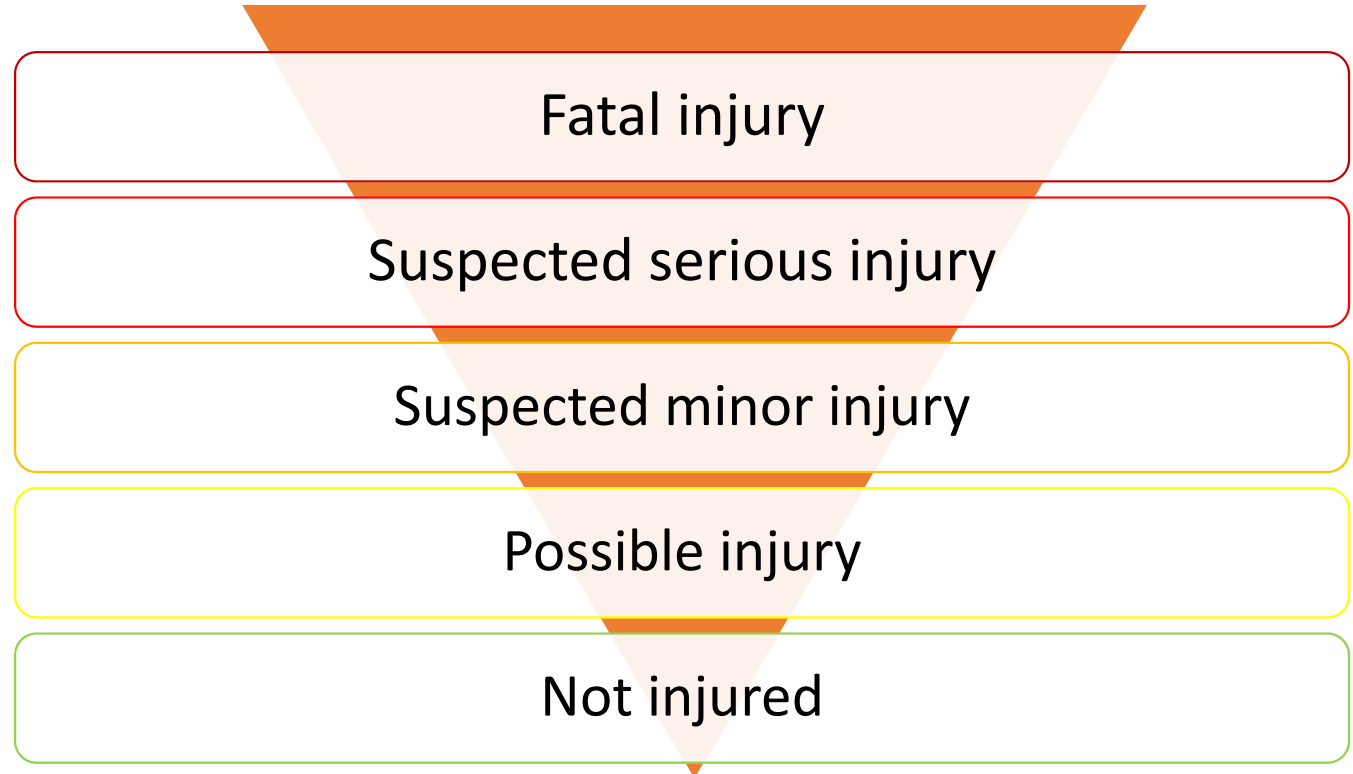 Fatal injury
Suspected serious injury
Suspected minor injury
Possible injury
Not injured